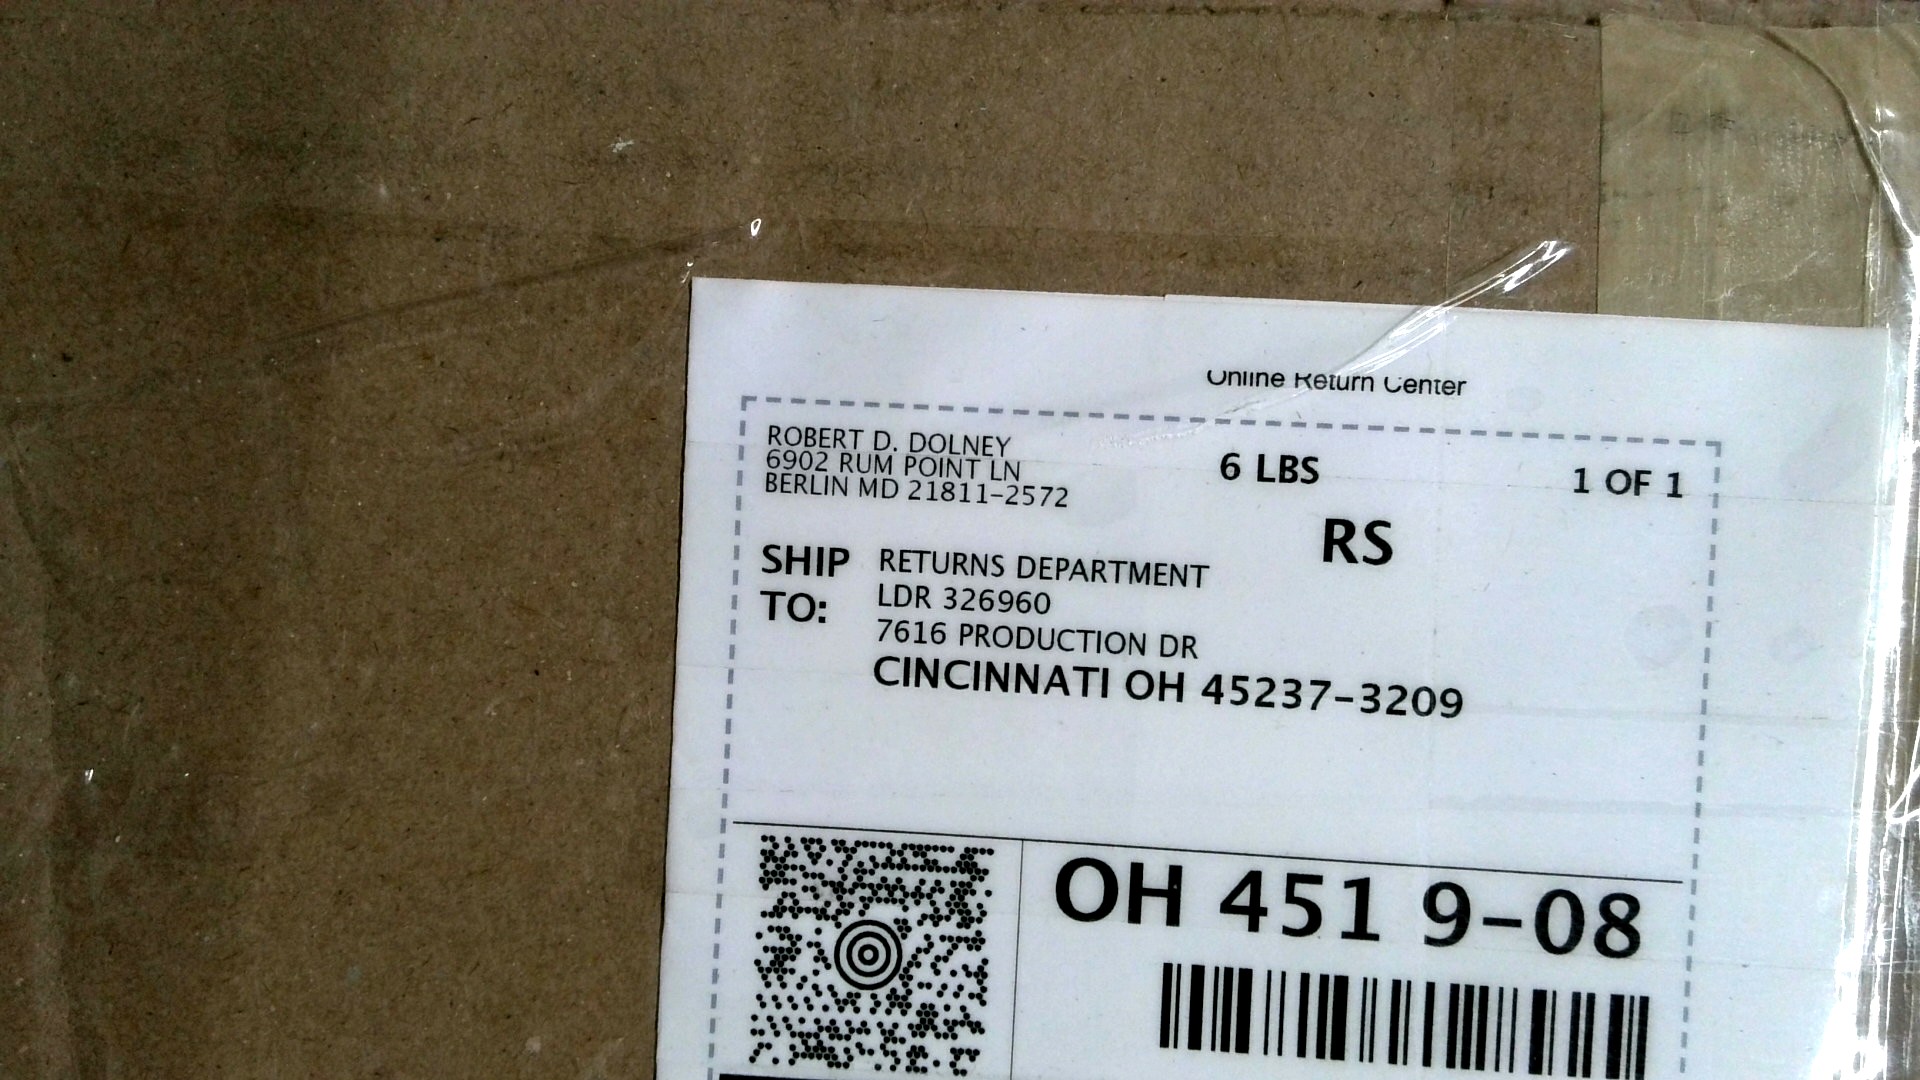 Online Return Center
ROBERT D. DOLNEY
6902 RUM POINT LN
BERLIN MD 21811-2572
6 LBS
1 OF 1
RS
SHIP TO:
RETURNS DEPARTMENT
LDR 326960
7616 PRODUCTION DR
CINCINNATI OH 45237-3209
OH 451 9-08